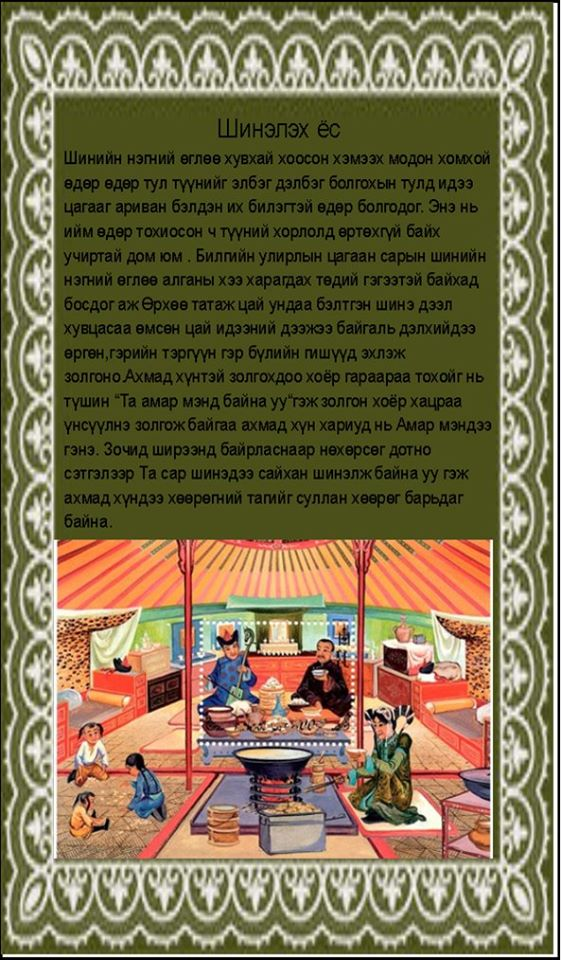 Шинэлэх ёс
Шинийн нэгний өглөө хувхай хоосон хэмээх модон хомхой
өдөр өдөр тул түүнийг элбэг дэлбэг болгохын тулд идээ
цагааг ариван бэлдэн их билэгтэй өдөр болгодог. Энэ нь
ийм өдөр тохиосон ч түүний хорлолд өртөхгүй байх
учиртай дом юм . Билгийн улирлын цагаан сарын шинийн
нэгний өглөө алганы хээ харагдах төдий гэгээтэй байхад
босдог аж Өрхөө татаж цай ундаа бэлтгэн шинэ дээл
хувцасаа өмсөн цай идээний дээжээ байгаль дэлхийдээ
өргөн,гэрийн тэргүүн гэр бүлийн гишүүд эхлэж
золгоно.Ахмад хүнтэй золгохдоо хоёр гараараа тохойг нь
түшин “Та амар мэнд байна уу“гэж золгон хоёр хацраа
үнсүүлнэ золгож байгаа ахмад хүн хариуд нь Амар мэндээ
гэнэ. Зочид ширээнд байрласнаар нөхөрсөг дотно
сэтгэлээр Та сар шинэдээ сайхан шинэлж байна уу гэж
ахмад хүндээ хөөрөгний тагийг суллан хөөрөг барьдаг
байна.